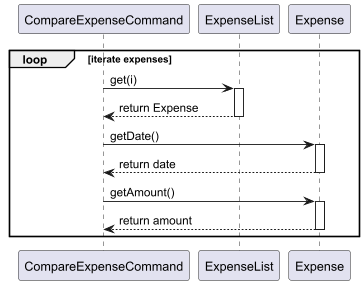 CompareExpenseCommand ExpenseList Expense
loop [iterate expenses]
get(i)
return Expense
getDate()
return date
getAmount()
return amount
CompareExpenseCommand ExpenseList Expense